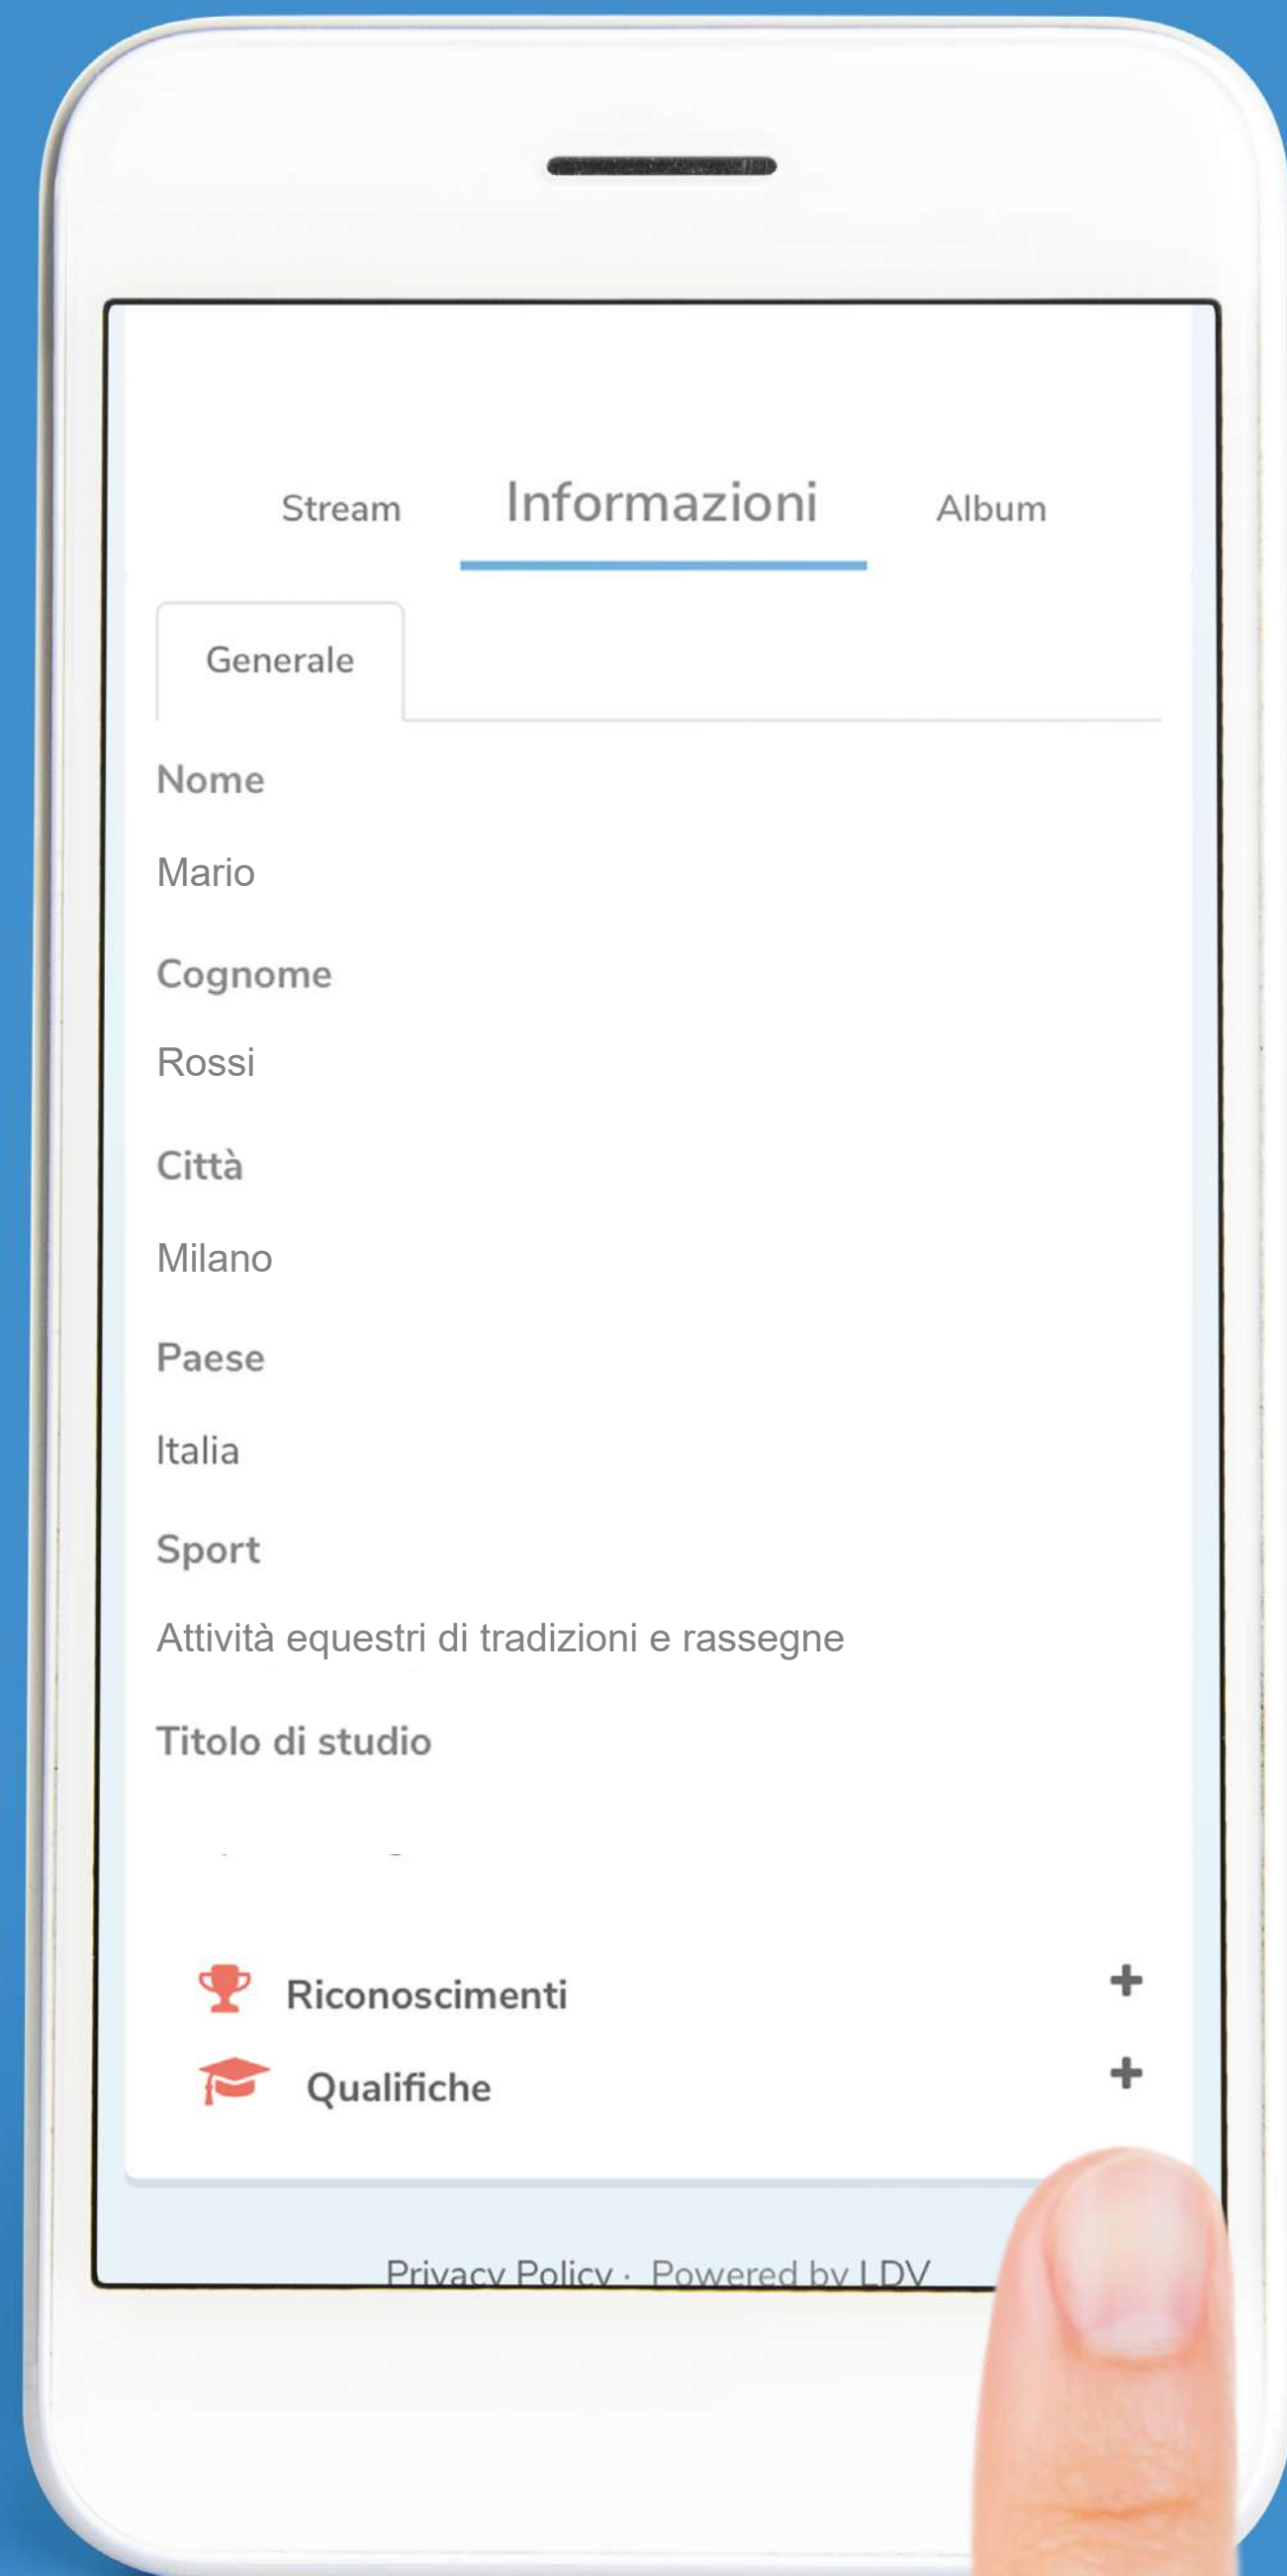 Stream Informazioni Album
Generale
Nome
Mario
Cognome
Rossi
Città
Milano
Paese
Italia
Sport
Attività equestri di tradizioni e rassegne
Titolo di studio
Riconoscimenti +
Qualifiche +
Privacy Policy · Powered by LDV